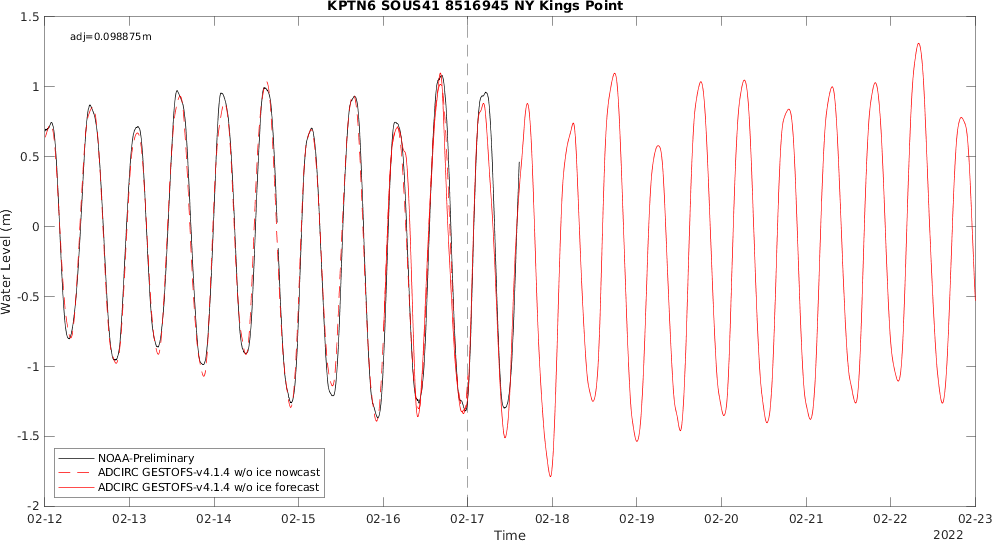 KPTN6 SOUS41 8516945 NY Kings Point
adj=0.098875m
1.5
1
0.5
0
-0.5
-1
-1.5
-2
Water Level (m)
NOAA-Preliminary
ADCIRC GESTOFS-v4.1.4 w/o ice nowcast
ADCIRC GESTOFS-v4.1.4 w/o ice forecast
02-12 02-13 02-14 02-15 02-16 02-17 02-18 02-19 02-20 02-21 02-22 02-23
Time
2022